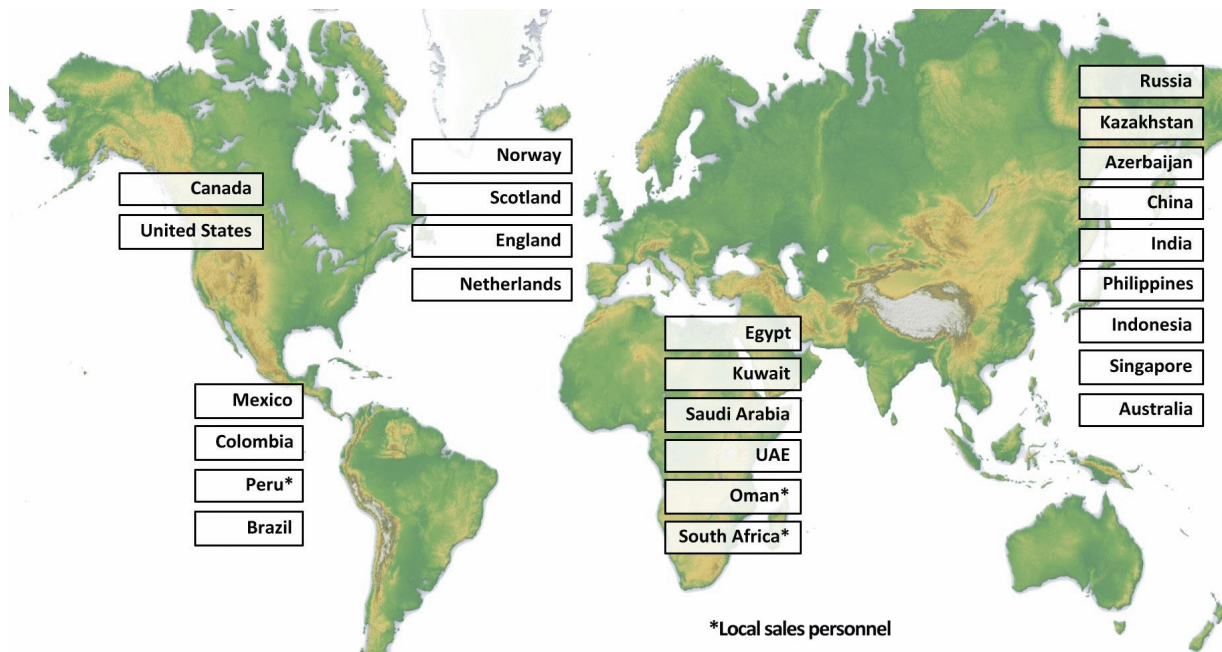 Canada
United States
Norway
Scotland
England
Netherlands
Mexico
Colombia
Peru*
Brazil
Egypt
Kuwait
Saudi Arabia
UAE
Oman*
South Africa*
Russia
Kazakhstan
Azerbaijan
China
India
Philippines
Indonesia
Singapore
Australia
*Local sales personnel